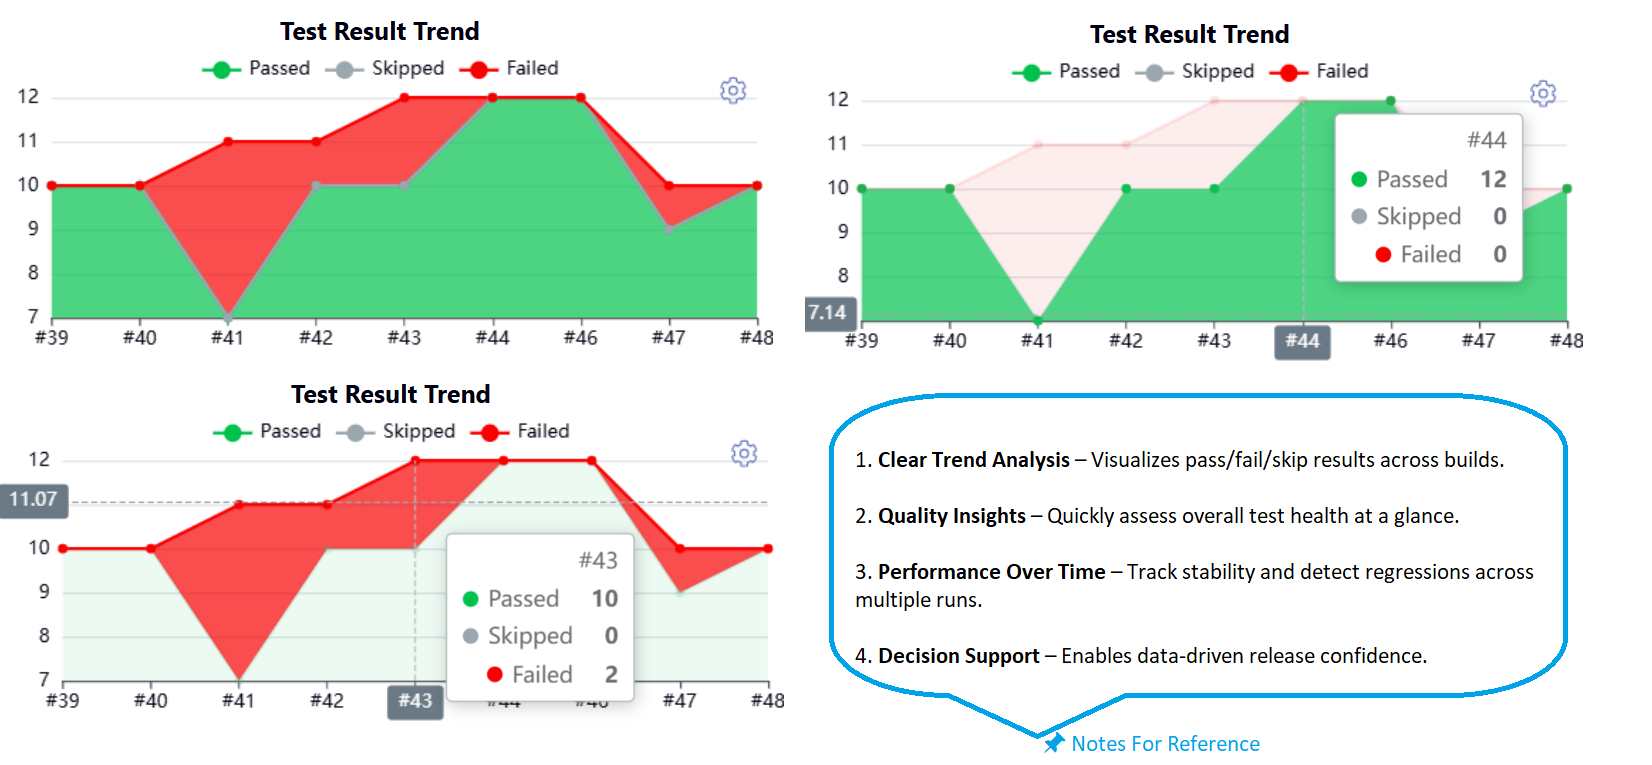 Test Result Trend
Passed Skipped Failed
12
11
10
9
8
7
#39 #40 #41 #42 #43 #44 #46 #47 #48
Test Result Trend
Passed Skipped Failed
12
11
10
9
8
7.14
#39 #40 #41 #42 #43 #44 #46 #47 #48
#44
Passed 12
Skipped 0
Failed 0
Test Result Trend
Passed Skipped Failed
12
11.07
10
9
8
7
#39 #40 #41 #42 #43 #44 #46 #47 #48
#43
Passed 10
Skipped 0
Failed 2
1. Clear Trend Analysis – Visualizes pass/fail/skip results across builds.
2. Quality Insights – Quickly assess overall test health at a glance.
3. Performance Over Time – Track stability and detect regressions across
multiple runs.
4. Decision Support – Enables data-driven release confidence.
Notes For Reference